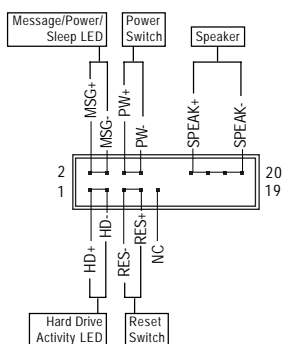 Message/Power/
Sleep LED
Power
Switch
Speaker
MSG+
MSG-
PW+
PW-
SPEAK+
SPEAK-
2
20
1
19
HD+
HD-
RES-
RES+
NC
Hard Drive
Activity LED
Reset
Switch